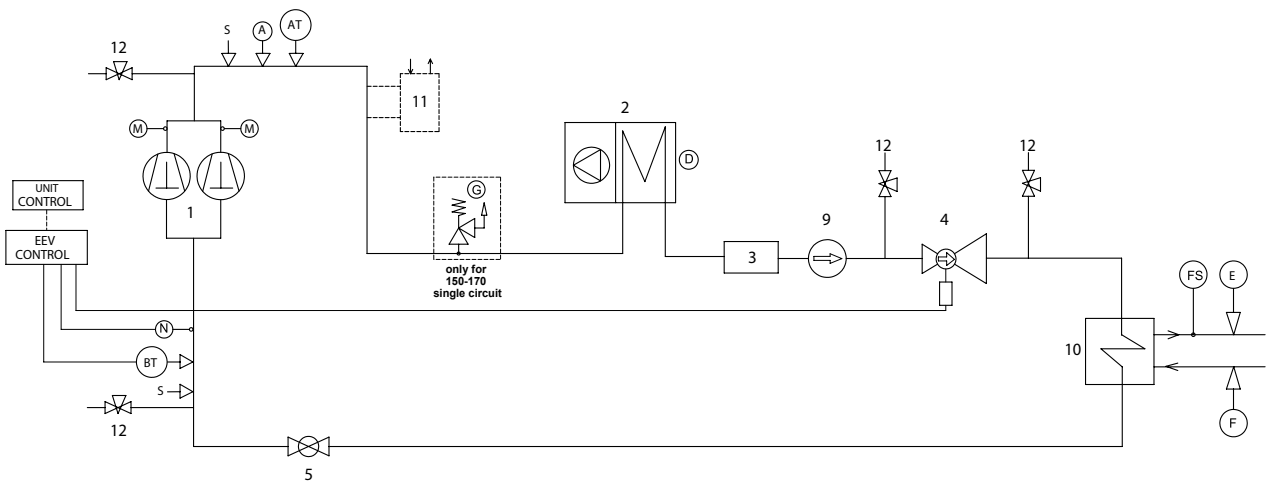 S
A
AT
12
11
2
M
M
D
12
12
UNIT
CONTROL
1
G
9
4
EEV
CONTROL
3
only for
150-170
single circuit
FS
E
N
10
BT
S
12
F
5